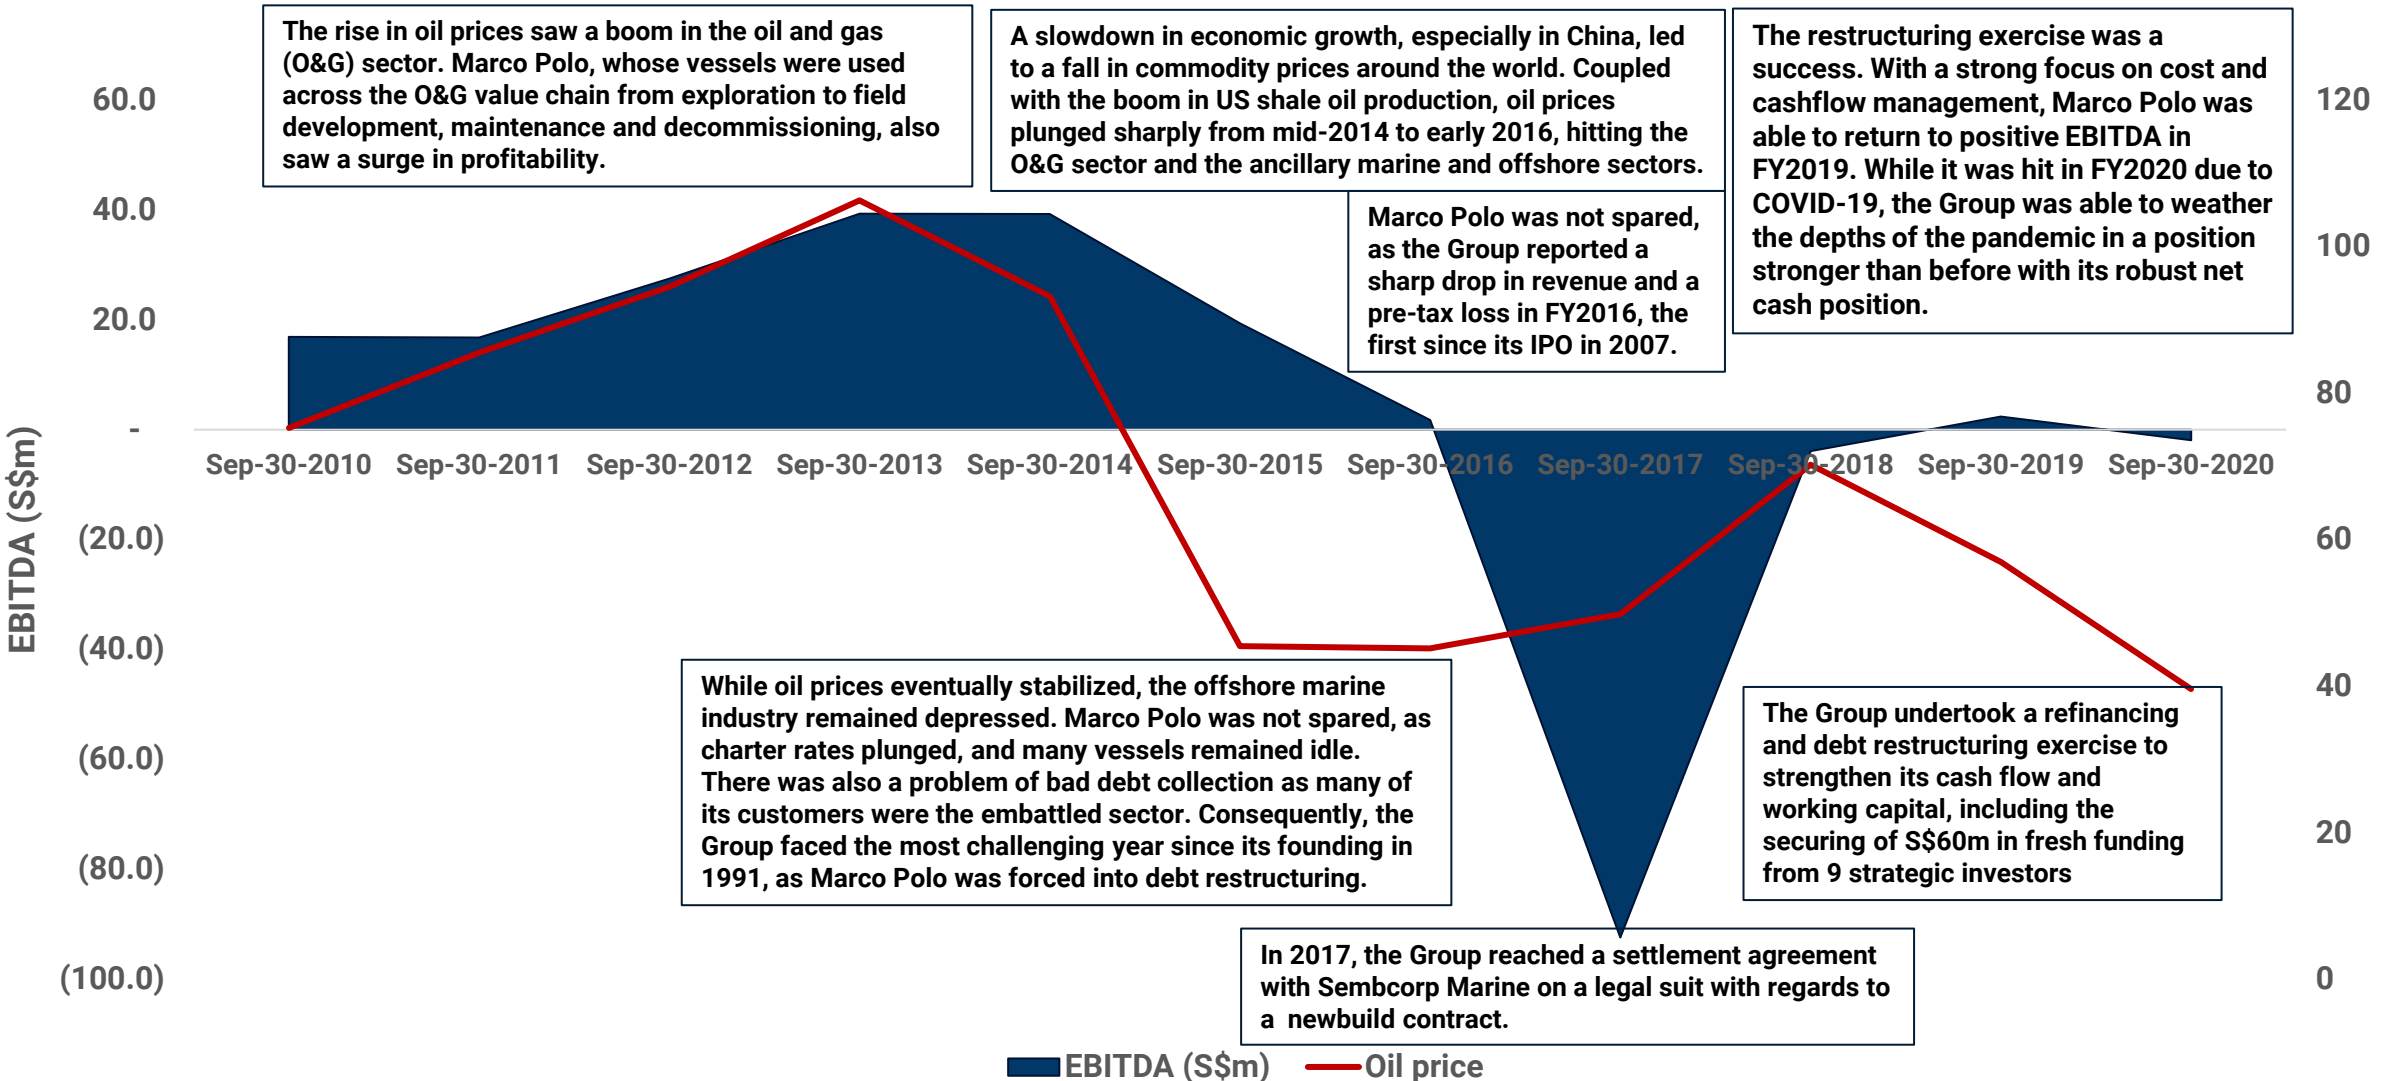 The rise in oil prices saw a boom in the oil and gas
(O&G) sector. Marco Polo, whose vessels were used
across the O&G value chain from exploration to field
development, maintenance and decommissioning, also
saw a surge in profitability.
A slowdown in economic growth, especially in China, led
to a fall in commodity prices around the world. Coupled
with the boom in US shale oil production, oil prices
plunged sharply from mid-2014 to early 2016, hitting the
O&G sector and the ancillary marine and offshore sectors.
Marco Polo was not spared,
as the Group reported a
sharp drop in revenue and a
pre-tax loss in FY2016, the
first since its IPO in 2007.
The restructuring exercise was a
success. With a strong focus on cost and
cashflow management, Marco Polo was
able to return to positive EBITDA in
FY2019. While it was hit in FY2020 due to
COVID-19, the Group was able to weather
the depths of the pandemic in a position
stronger than before with its robust net
cash position.
EBITDA (S$m)
60.0
40.0
20.0
-
(20.0)
(40.0)
(60.0)
(80.0)
(100.0)
120
100
80
60
40
20
0
Sep-30-2010
Sep-30-2011
Sep-30-2012
Sep-30-2013
Sep-30-2014
Sep-30-2015
Sep-30-2016
Sep-30-2017
Sep-30-2018
Sep-30-2019
Sep-30-2020
While oil prices eventually stabilized, the offshore marine
industry remained depressed. Marco Polo was not spared, as
charter rates plunged, and many vessels remained idle.
There was also a problem of bad debt collection as many of
its customers were the embattled sector. Consequently, the
Group faced the most challenging year since its founding in
1991, as Marco Polo was forced into debt restructuring.
The Group undertook a refinancing
and debt restructuring exercise to
strengthen its cash flow and
working capital, including the
securing of S$60m in fresh funding
from 9 strategic investors
In 2017, the Group reached a settlement agreement
with Sembcorp Marine on a legal suit with regards to
a  newbuild contract.
EBITDA (S$m)
Oil price